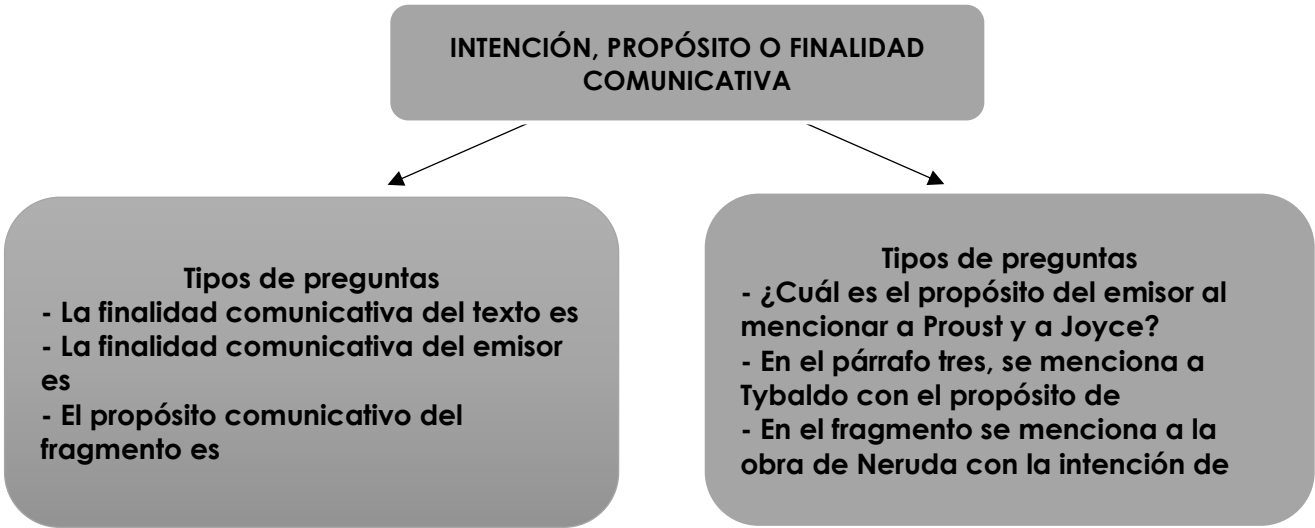 INTENCIÓN, PROPÓSITO O FINALIDAD
COMUNICATIVA
Tipos de preguntas
- La finalidad comunicativa del texto es
- La finalidad comunicativa del emisor
es
- El propósito comunicativo del
fragmento es
Tipos de preguntas
- ¿Cuál es el propósito del emisor al
mencionar a Proust y a Joyce?
- En el párrafo tres, se menciona a
Tybaldo con el propósito de
- En el fragmento se menciona a la
obra de Neruda con la intención de